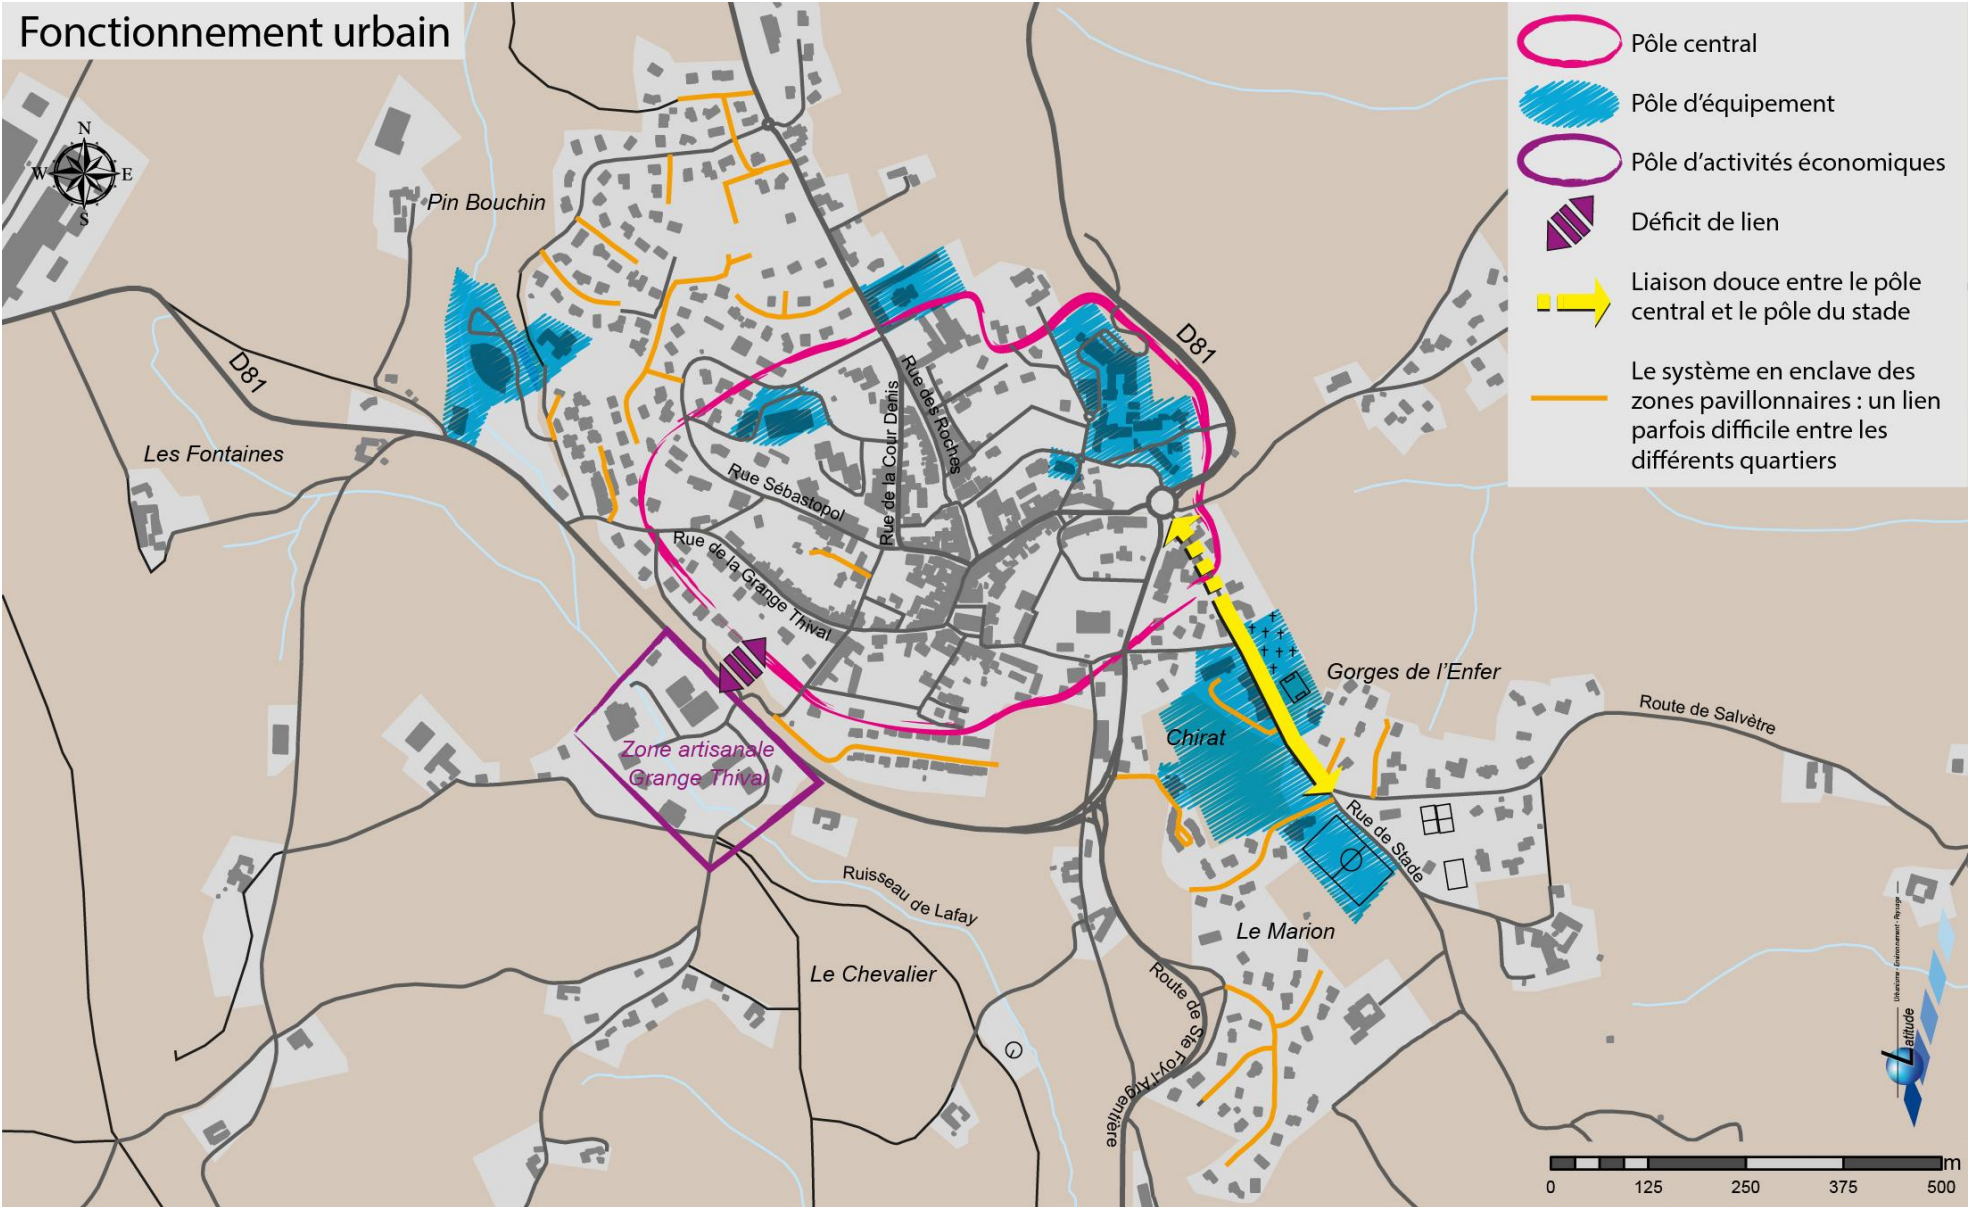 Fonctionnement urbain
Pôle central
Pôle d'équipement
Pôle d'activités économiques
Déficit de lien
Liaison douce entre le pôle
central et le pôle du stade
Le système en enclave des
zones pavillonnaires : un lien
parfois difficile entre les
différents quartiers
N
W
E
S
Pin Bouchin
D81
D81
Les Fontaines
Rue des Roches
Rue de la Cour Denis
Rue Sébastopol
Rue de la Grange Thival
Gorges de l'Enfer
Route de Salvètre
Chirat
Zone artisanale
Grange Thival
Rue de Stade
Ruisseau de Lafay
Le Marion
Le Chevalier
Route de Ste Foy-l'Argentière
Urbanisme - Environnement - Paysage
Latitude
m
0 125 250 375 500